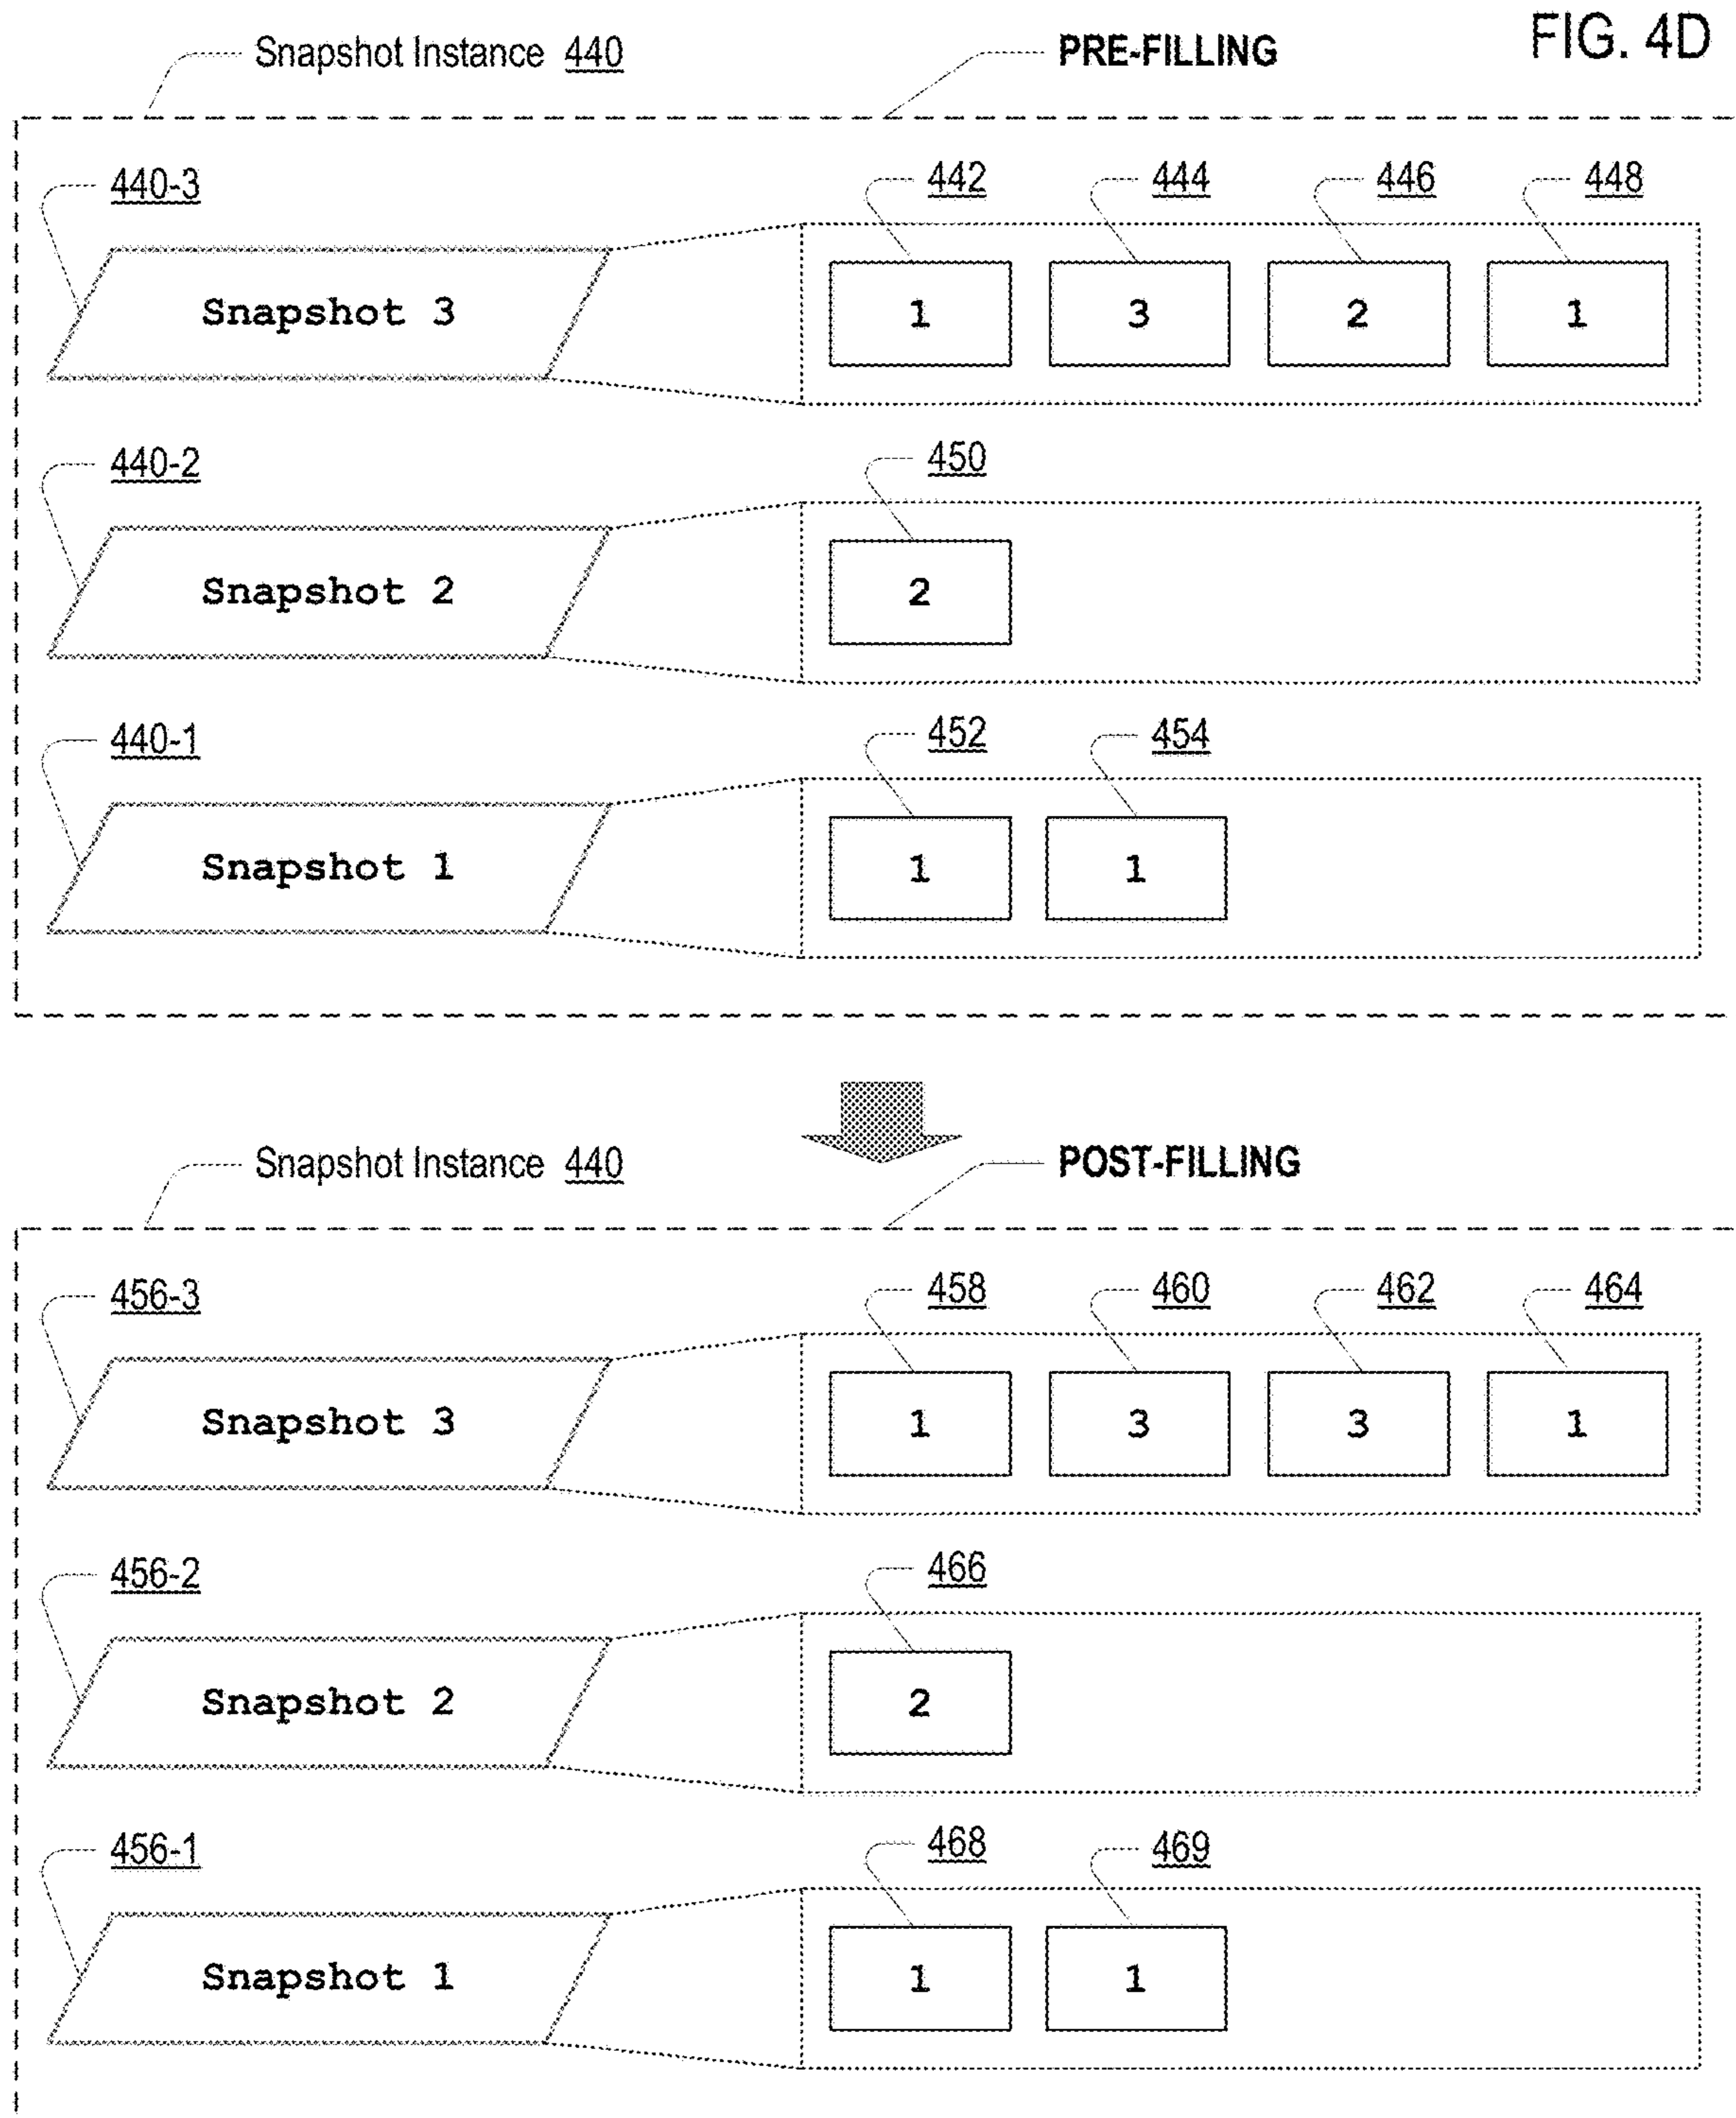 FIG. 4D
Snapshot Instance 440 PRE-FILLING
440-3 442 444 446 448
Snapshot 3 1 3 2 1
440-2 450
Snapshot 2 2
440-1 452 454
Snapshot 1 1 1
Snapshot Instance 440 POST-FILLING
456-3 458 460 462 464
Snapshot 3 1 3 3 1
456-2 466
Snapshot 2 2
456-1 468 469
Snapshot 1 1 1